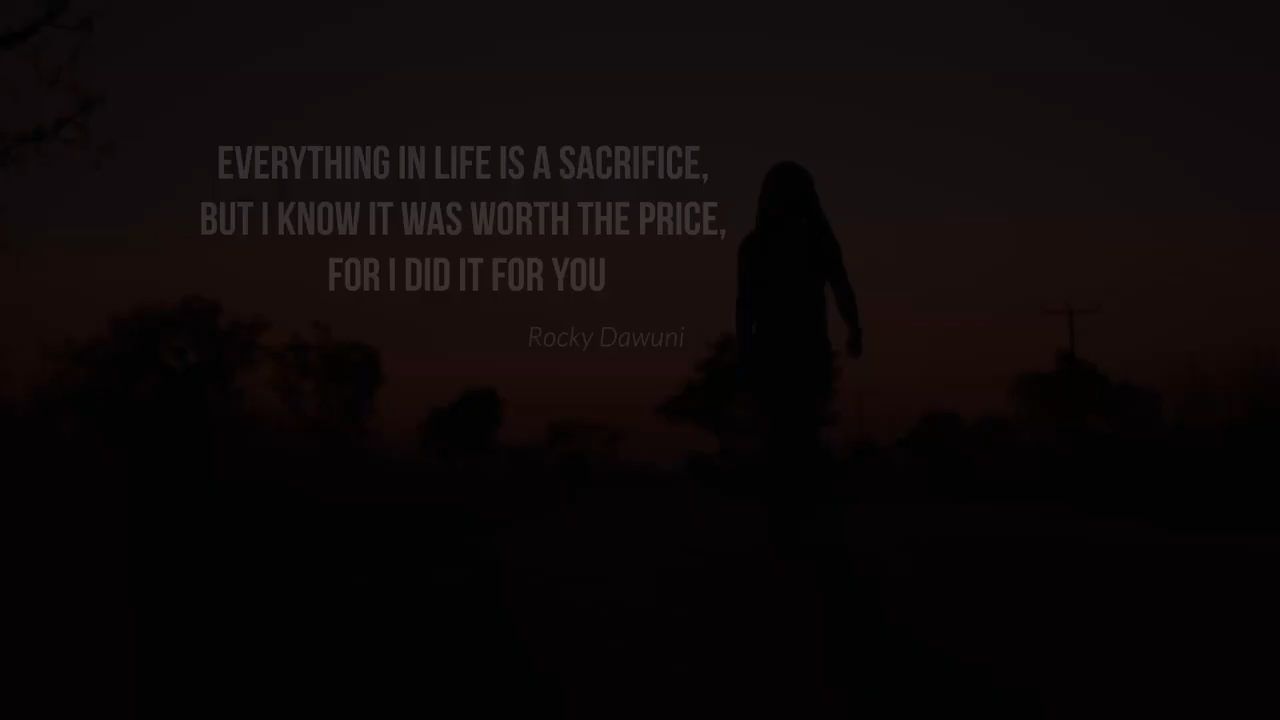 EVERYTHING IN LIFE IS A SACRIFICE,
BUT I KNOW IT WAS WORTH THE PRICE,
FOR I DID IT FOR YOU
Rocky Dawuni